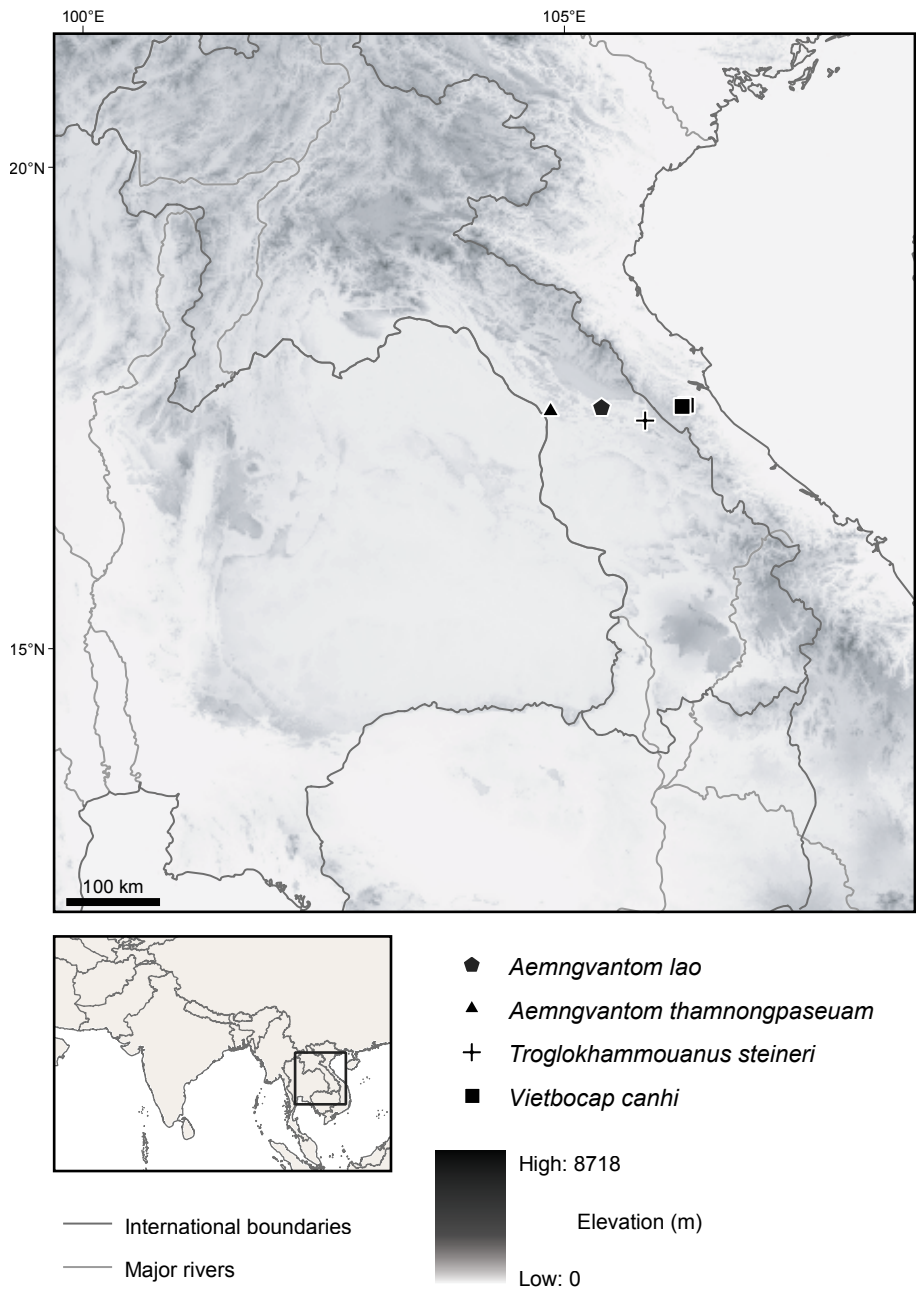 100°E
105°E
20°N
15°N
100 km
Aemngvantom lao
Aemngvantom thamnongpaseuam
Troglokhammouanus steineri
Vietbocap canhi
High: 8718
Elevation (m)
Low: 0
International boundaries
Major rivers